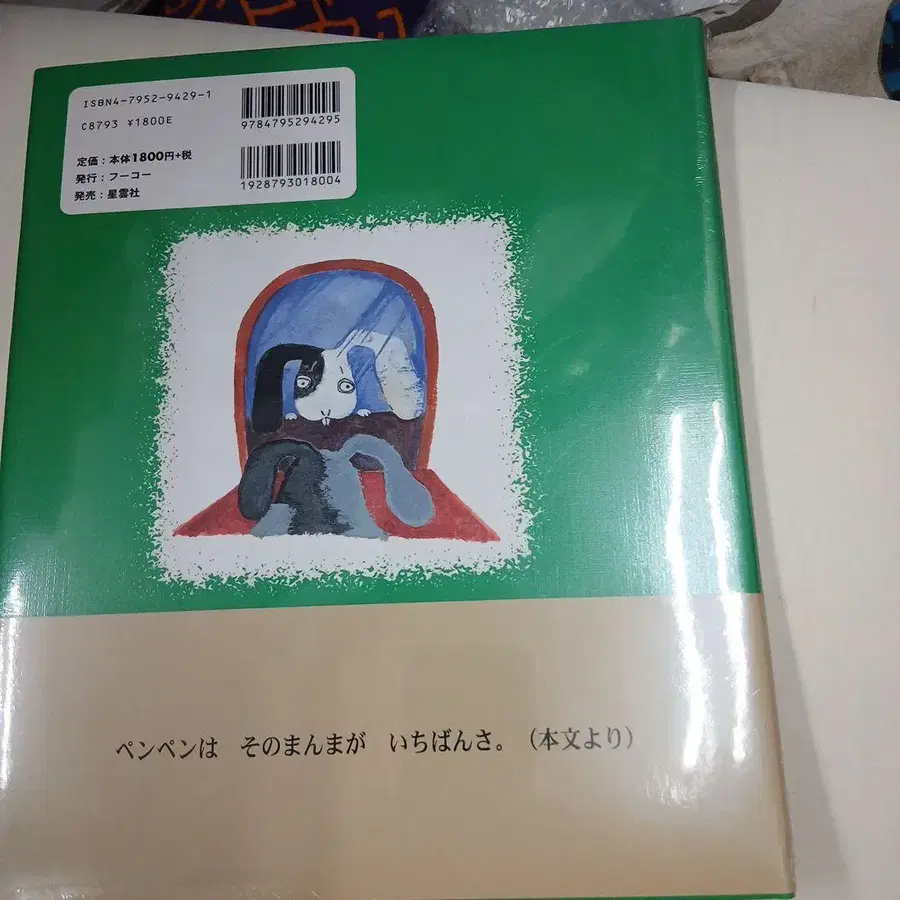 ISBN4-7952-9429-1
C8793 ¥1800E
定価：本体1800円+税
発行：フーコー
発売：星雲社
9784795294295
1928793018004
ペンペンは そのまんまが いちばんさ。（本文より）